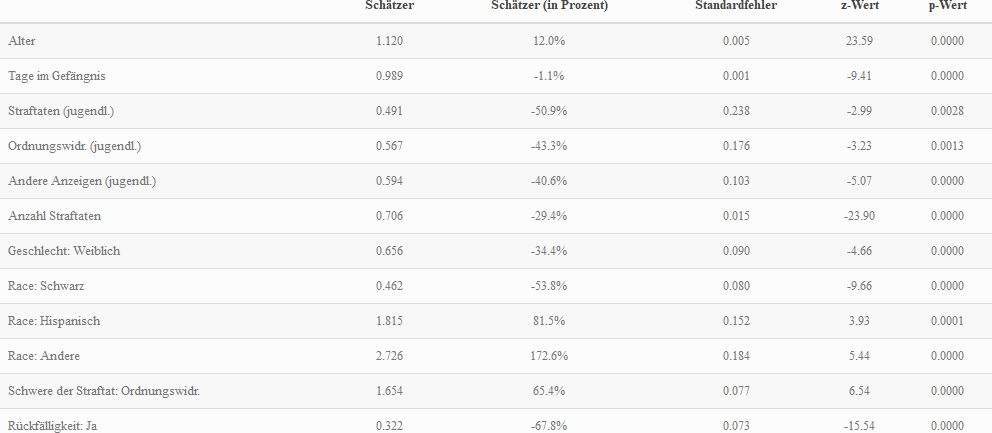 Schätzer Schätzer (in Prozent) Standardfehler z-Wert p-Wert
Alter 1.120 12.0% 0.005 23.59 0.0000
Tage im Gefängnis 0.989 -1.1% 0.001 -9.41 0.0000
Straftaten (jugendl.) 0.491 -50.9% 0.238 -2.99 0.0028
Ordnungswidr. (jugendl.) 0.567 -43.3% 0.176 -3.23 0.0013
Andere Anzeigen (jugendl.) 0.594 -40.6% 0.103 -5.07 0.0000
Anzahl Straftaten 0.706 -29.4% 0.015 -23.90 0.0000
Geschlecht: Weiblich 0.656 -34.4% 0.090 -4.66 0.0000
Race: Schwarz 0.462 -53.8% 0.080 -9.66 0.0000
Race: Hispanisch 1.815 81.5% 0.152 3.93 0.0001
Race: Andere 2.726 172.6% 0.184 5.44 0.0000
Schwere der Straftat: Ordnungswidr. 1.654 65.4% 0.077 6.54 0.0000
Rückfälligkeit: Ja 0.322 -67.8% 0.073 -15.54 0.0000